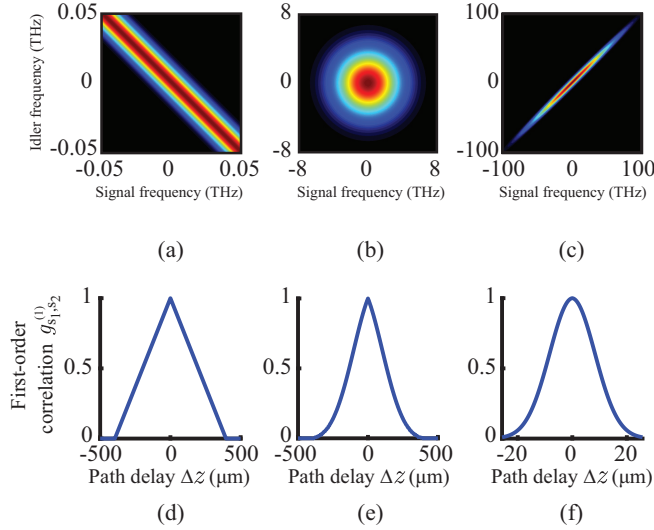 0.05
0
-0.05
Idler frequency (THz)
-0.05 0 0.05
Signal frequency (THz)
8
0
-8
-8 0 8
Signal frequency (THz)
100
0
-100
-100 0 100
Signal frequency (THz)
(a) (b) (c)
First-order
correlation g(1)s1,s2
1
0.5
0
-500 0 500
Path delay Δz (μm)
1
0.5
0
-500 0 500
Path delay Δz (μm)
1
0.5
0
-20 0 20
Path delay Δz (μm)
(d) (e) (f)